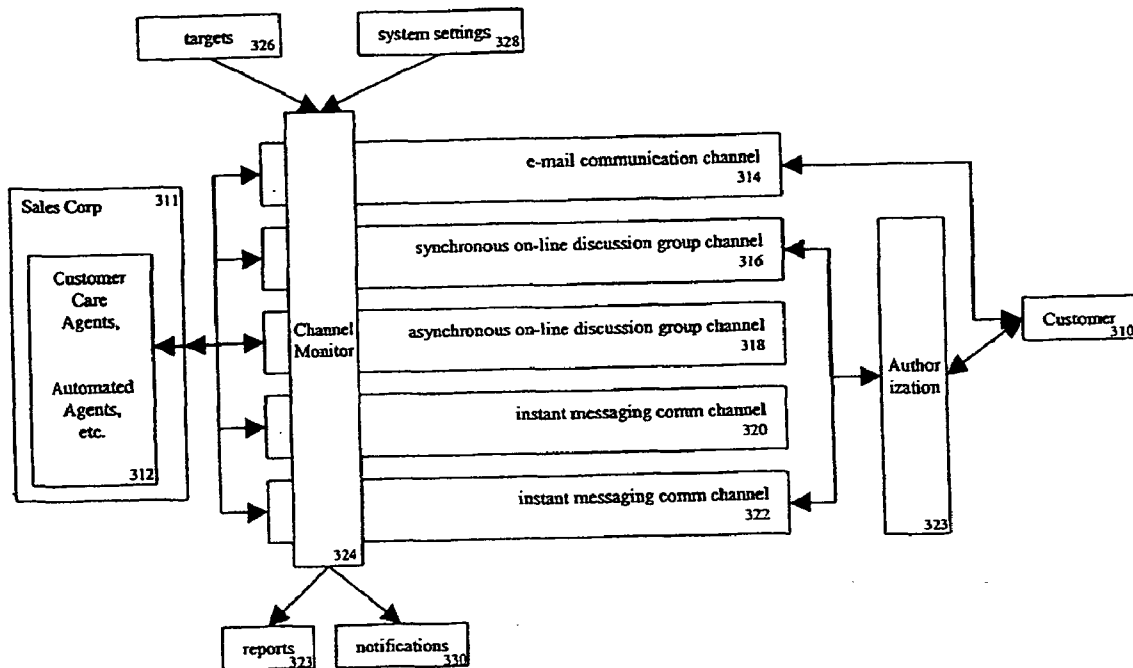 targets
326
system settings
328
e-mail communication channel
314
Sales Corp
311
synchronous on-line discussion group channel
316
Customer
Care
Agents,
Automated
Agents,
etc.
312
Channel
Monitor
324
asynchronous on-line discussion group channel
318
instant messaging comm channel
320
instant messaging comm channel
322
Author
ization
323
Customer
310
reports
323
notifications
330